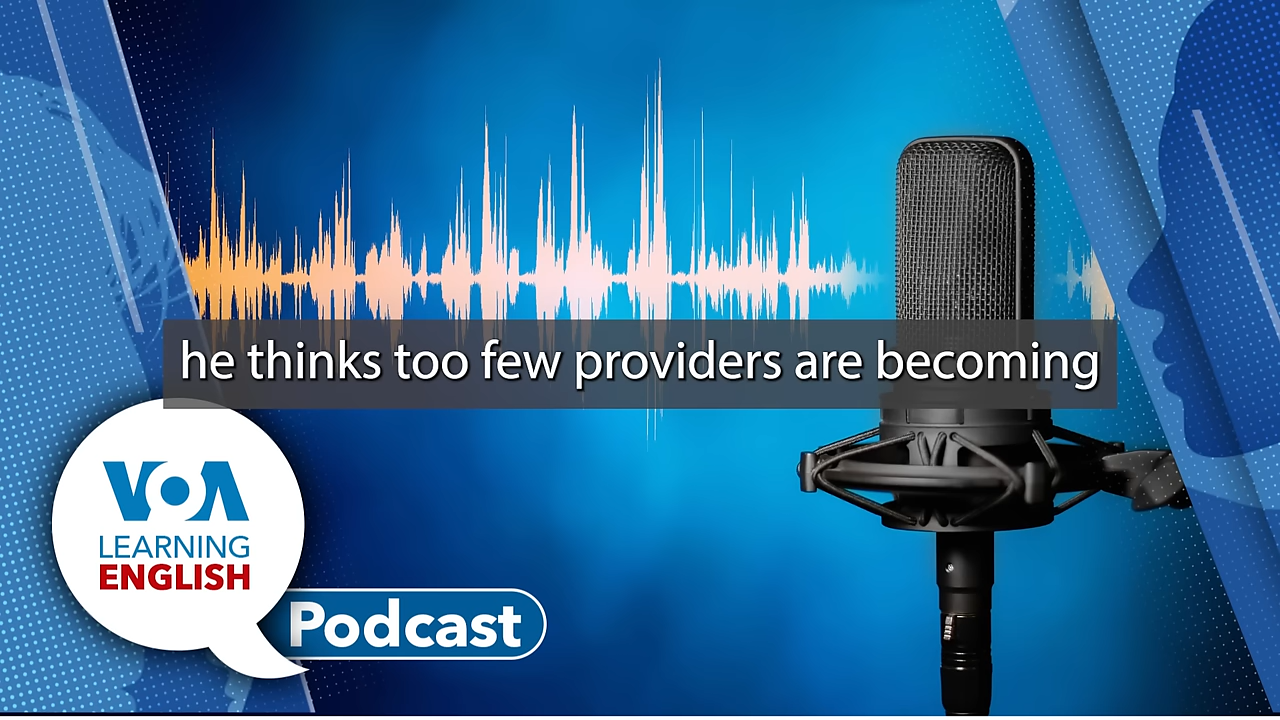 he thinks too few providers are becoming
VOA
LEARNING
ENGLISH
Podcast